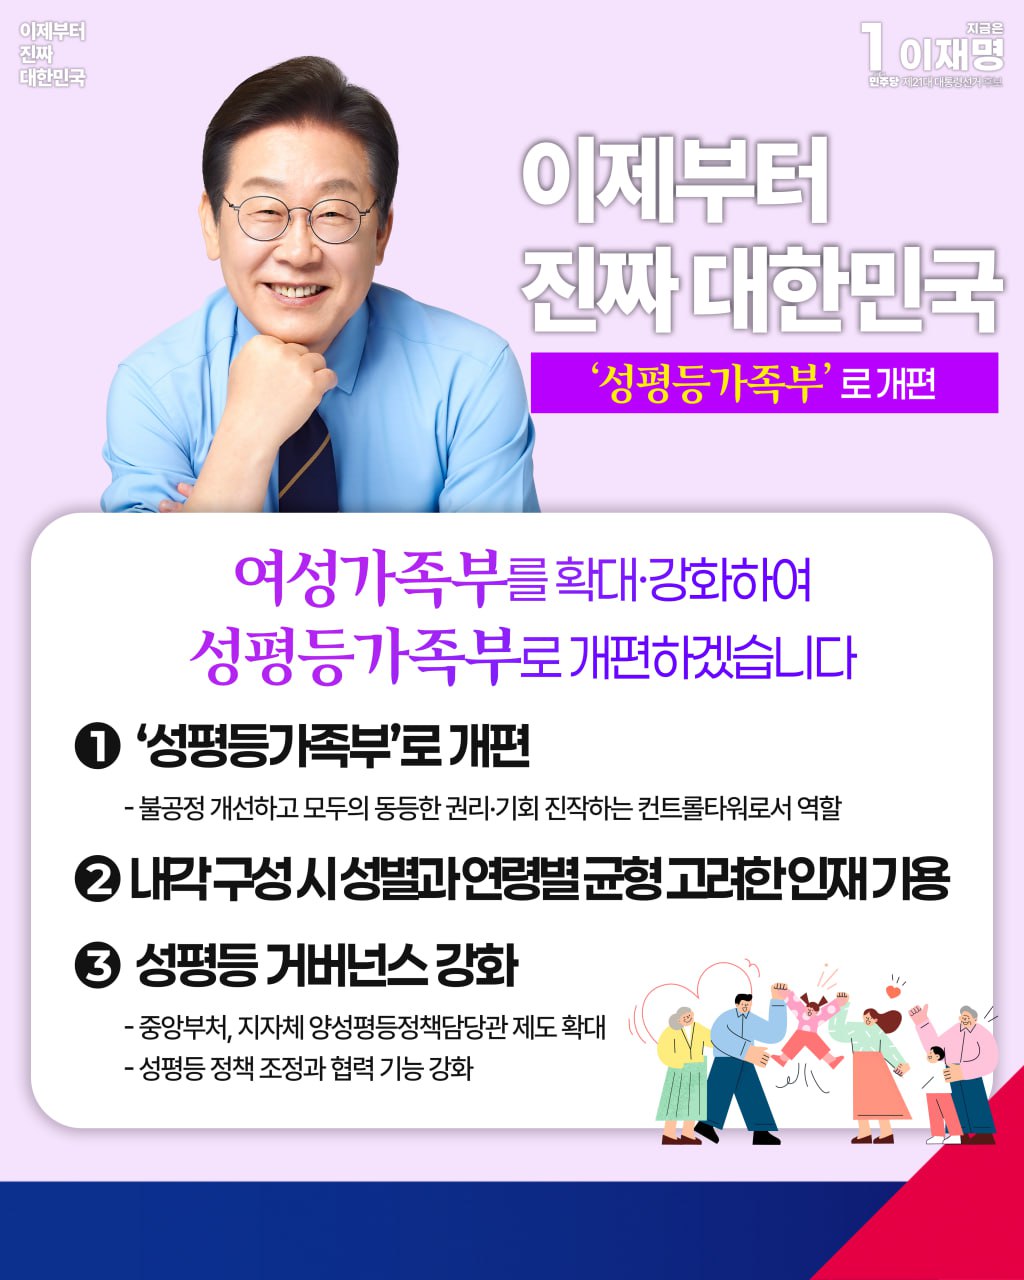 이제부터
진짜
대한민국
지금은
1 이재명
민주당 제21대 대통령선거 후보
이제부터
진짜 대한민국
‘성평등가족부’ 로 개편
여성가족부를 확대·강화하여
성평등가족부로 개편하겠습니다
1 ‘성평등가족부’로 개편
- 불공정 개선하고 모두의 동등한 권리·기회 진작하는 컨트롤타워로서 역할
2 내각 구성 시 성별과 연령별 균형 고려한 인재 기용
3 성평등 거버넌스 강화
- 중앙부처, 지자체 양성평등정책담당관 제도 확대
- 성평등 정책 조정과 협력 기능 강화